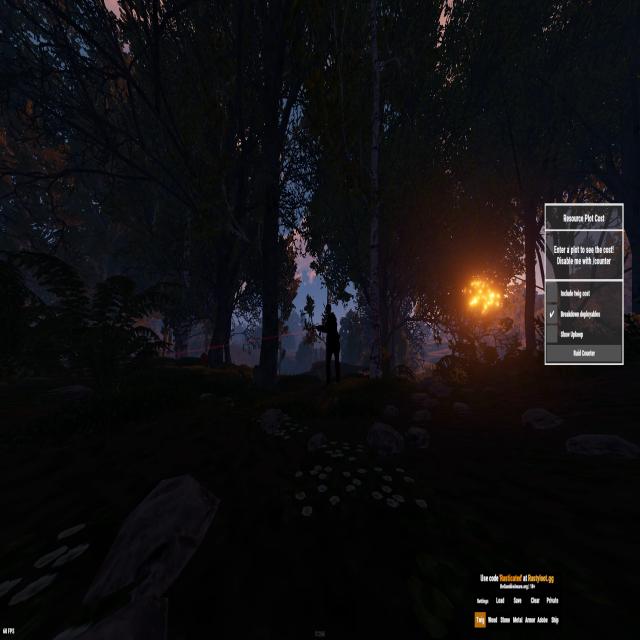 Resource Plot Cost
Enter a plot to see the cost!
Disable me with /counter
Include twig cost
Breakdown deployables
Show Upkeep
Raid Counter
Use code 'Rusticated' at Rustyloot.gg
Settings Load Save Clear Private
Twig Wood Stone Metal Armor Adobe Skip
60 FPS